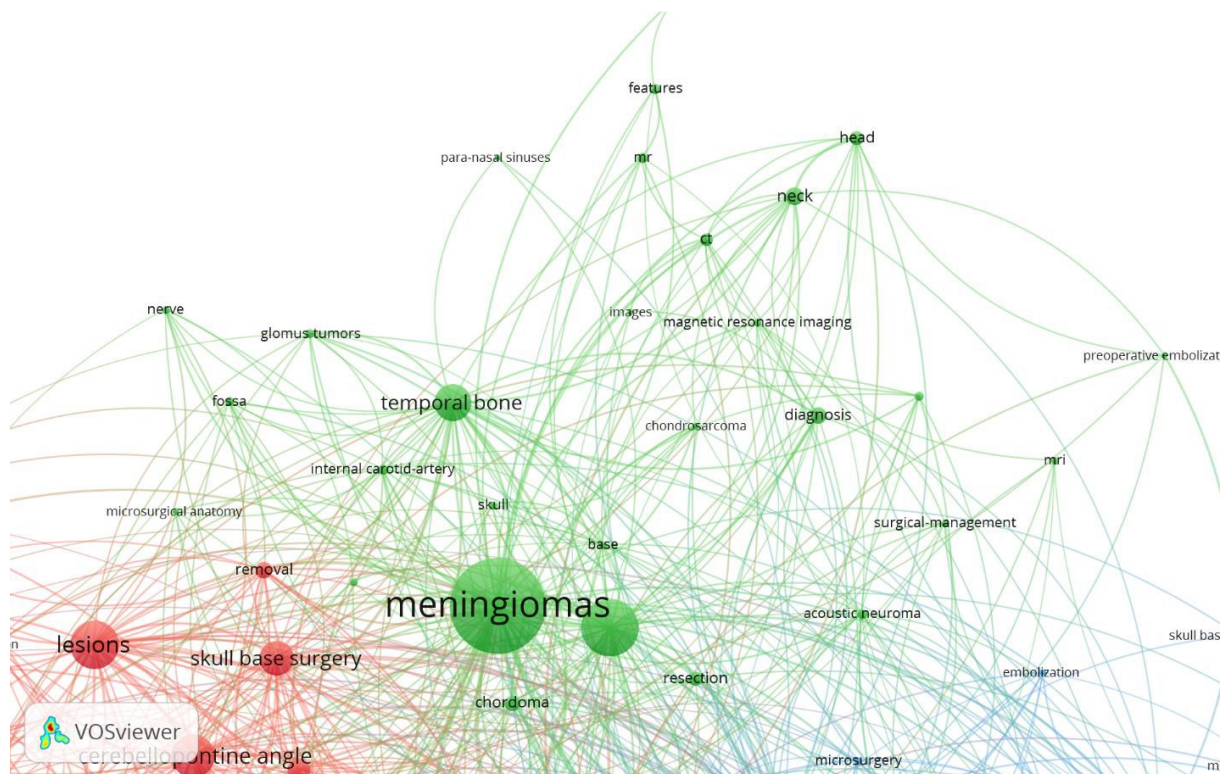 features
head
para-nasal sinuses
mr
neck
ct
nerve
images
magnetic resonance imaging
glomus tumors
preoperative embolizat
fossa
temporal bone
diagnosis
chondrosarcoma
internal carotid-artery
mri
skull
microsurgical anatomy
surgical-management
base
removal
meningiomas
acoustic neuroma
lesions
n
skull bas
skull base surgery
resection
embolization
chordoma
VOSviewer
cerebellopontine angle
microsurgery
m